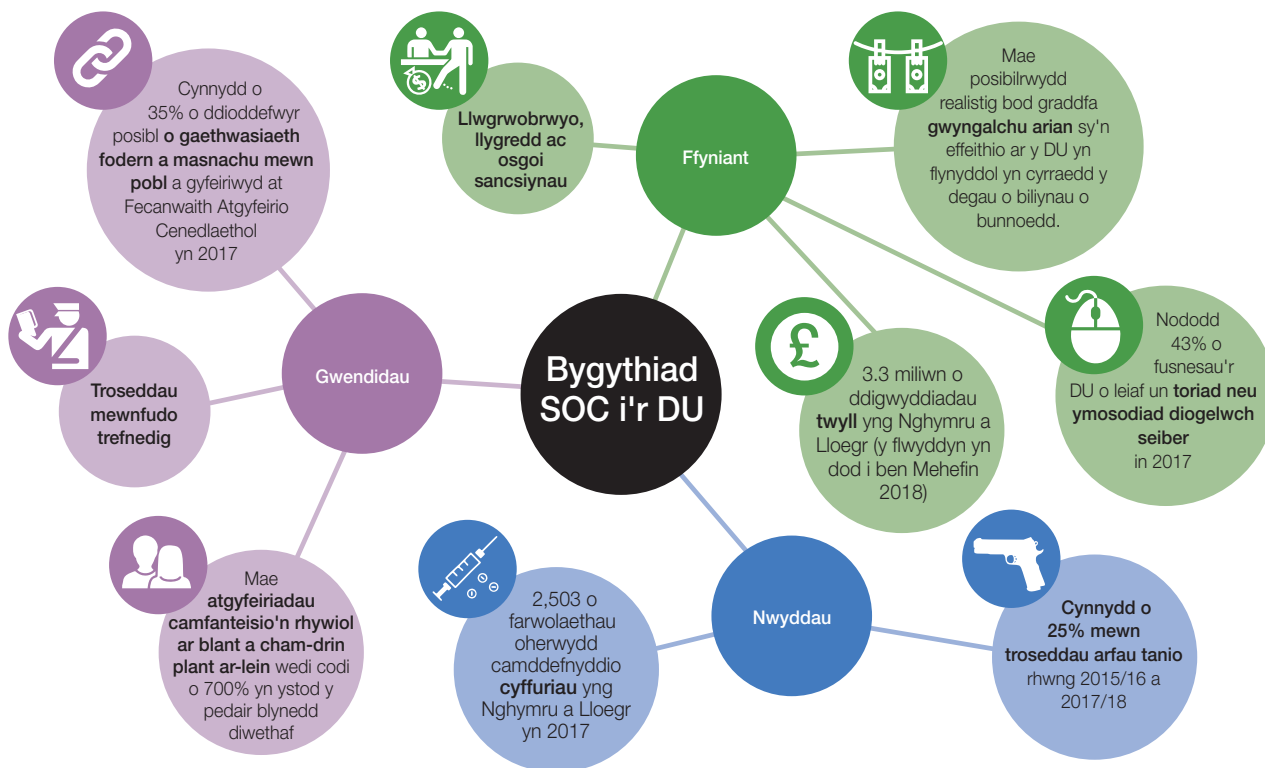 Cynnydd o
35% o ddioddefwyr
posibl o gaethwasiaeth
fodern a masnachu mewn
pobl a gyfeiriwyd at
Fecanwaith Atgyfeirio
Cenedlaethol
yn 2017
Llwgrwobrwyo,
llygredd ac
osgoi
sancsiynau
Ffyniant
Mae
posibilrwydd
realistig bod graddfa
gwyngalchu arian sy'n
effeithio ar y DU yn
flynyddol yn cyrraedd y
degau o biliynau o
bunnoedd.
Troseddau
mewnfudo
trefnedig
Gwendidau
Bygythiad
SOC i'r DU
£
3.3 miliwn o
ddigwyddiadau
twyll yng Nghymru a
Lloegr (y flwyddyn yn
dod i ben Mehefin
2018)
Nododd
43% o
fusnesau'r
DU o leiaf un toriad neu
ymosodiad diogelwch
seiber
in 2017
Mae
atgyfeiriadau
camfanteisio'n rhywiol
ar blant a cham-drin
plant ar-lein wedi codi
o 700% yn ystod y
pedair blynedd
diwethaf
2,503 o
farwolaethau
oherwydd
camddefnyddio
cyffuriau yng
Nghymru a Lloegr
yn 2017
Nwyddau
Cynnydd o
25% mewn
troseddau arfau tanio
rhwng 2015/16 a
2017/18